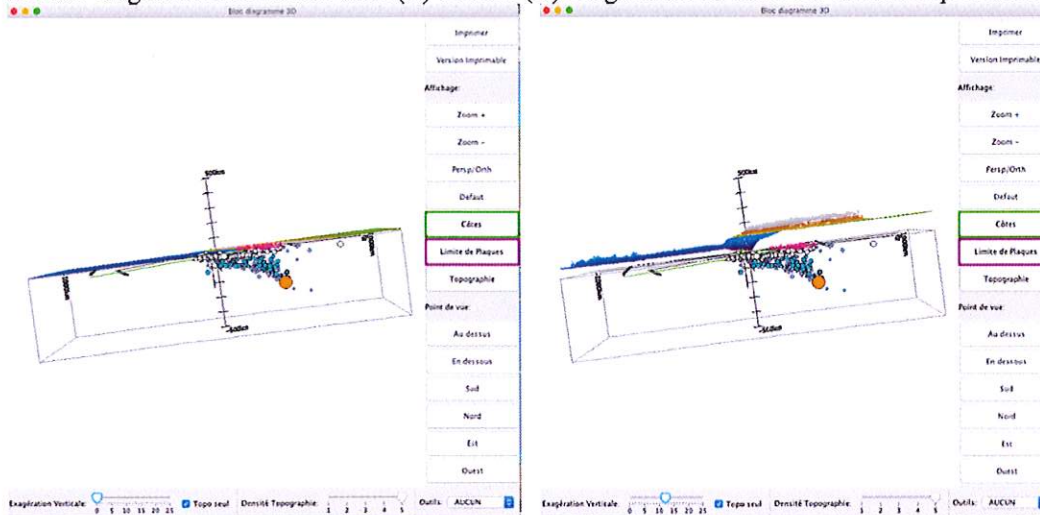 Bloc diagramme 3D
Imprimer
Version Imprimable
Affichage:
Zoom +
Zoom -
Persp/Orth
Defaut
Côtes
Limite de Plaques
Topographie
Point de vue:
Au dessus
En dessous
Sud
Nord
Est
Ouest
500km
-500km
Exagération Verticale:
0 5 10 15 20 25
Topo seul
Densité Topographie:
1 2 3 4 5
Outils: AUCUN
Bloc diagramme 3D
Imprimer
Version Imprimable
Affichage:
Zoom +
Zoom -
Persp/Orth
Defaut
Côtes
Limite de Plaques
Topographie
Point de vue:
Au dessus
En dessous
Sud
Nord
Est
Ouest
500km
-500km
Exagération Verticale:
0 5 10 15 20 25
Topo seul
Densité Topographie:
1 2 3 4 5
Outils: AUCUN